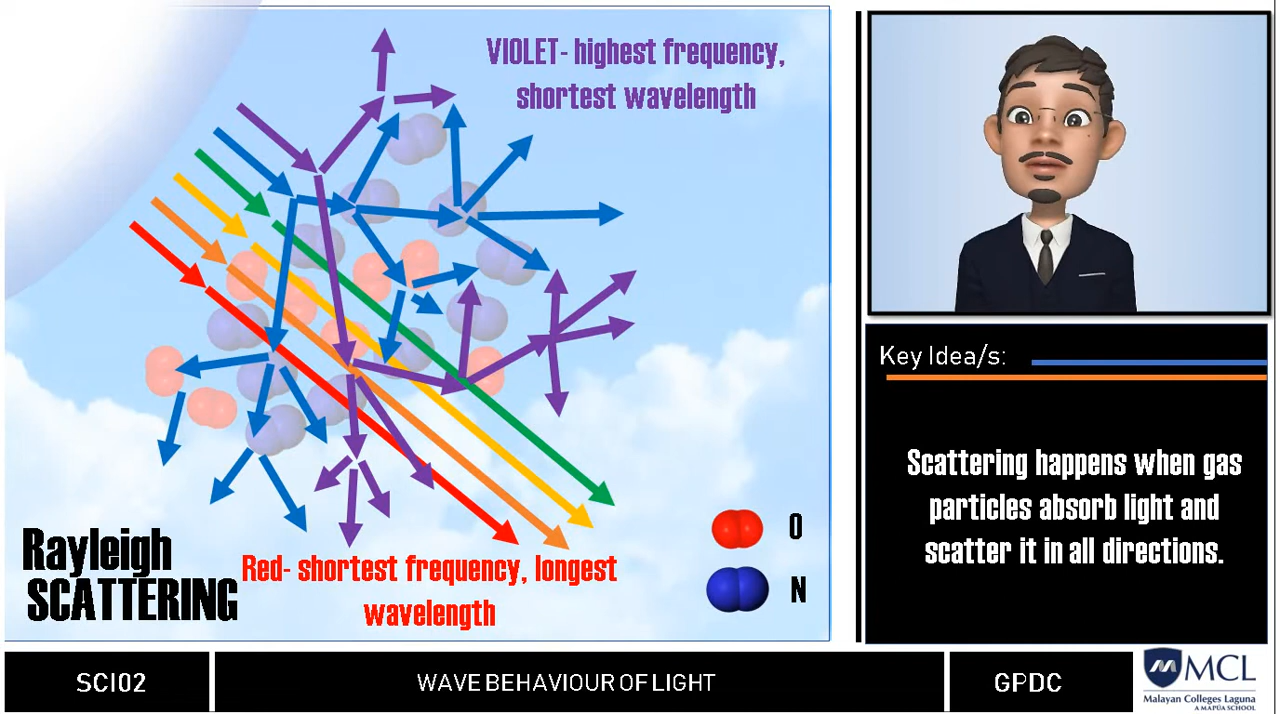 VIOLET- highest frequency,
shortest wavelength
Key Idea/s:
Scattering happens when gas
particles absorb light and
scatter it in all directions.
O
N
Rayleigh
SCATTERING
Red- shortest frequency, longest
wavelength
SCI02
WAVE BEHAVIOUR OF LIGHT
GPDC
MCL
Malayan Colleges Laguna
A MAPÚA SCHOOL